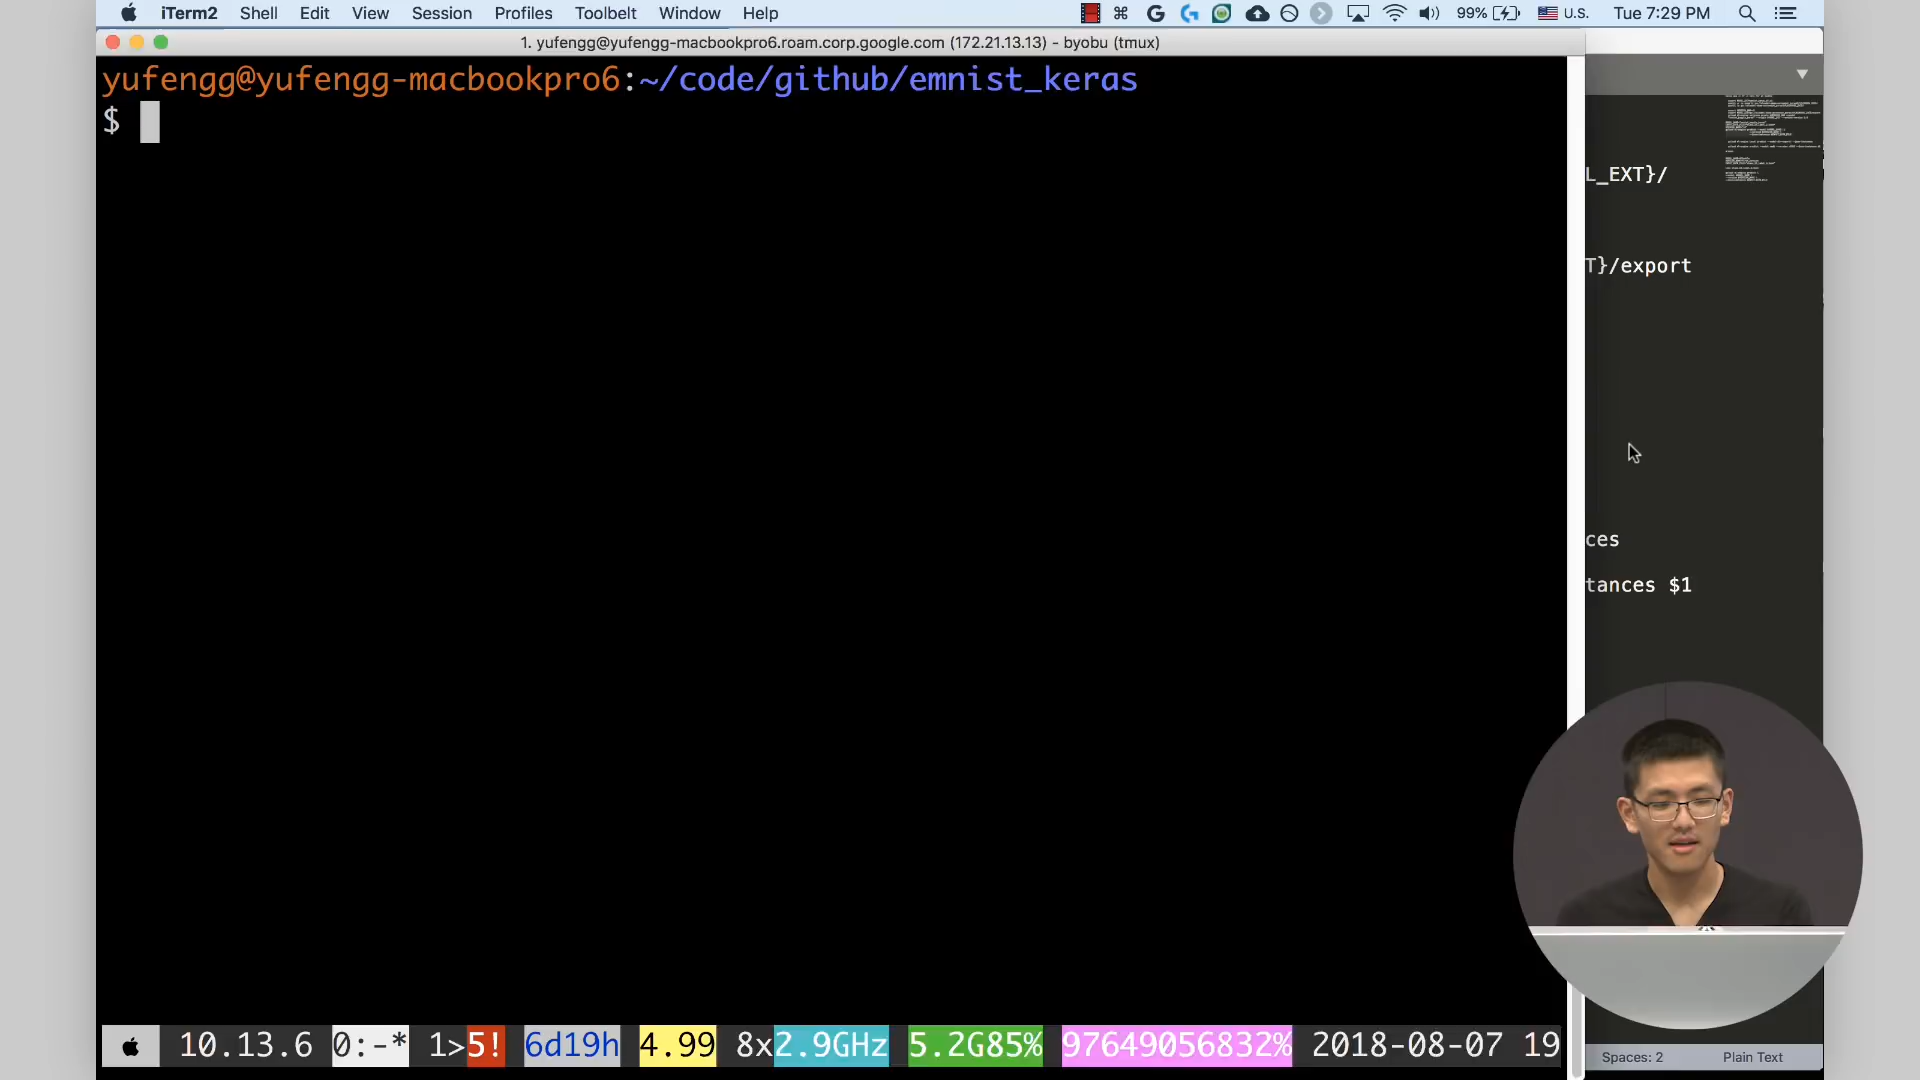 iTerm2 Shell Edit View Session Profiles Toolbelt Window Help 99% U.S. Tue 7:29 PM
1. yufengg@yufengg-macbookpro6.roam.corp.google.com (172.21.13.13) - byobu (tmux)
yufengg@yufengg-macbookpro6:~/code/github/emnist_keras
$
L_EXT}/
T}/export
ces
tances $1
10.13.6 0:-* 1>5! 6d19h 4.99 8x2.9GHz 5.2G85% 97649056832% 2018-08-07 19
Spaces: 2 Plain Text